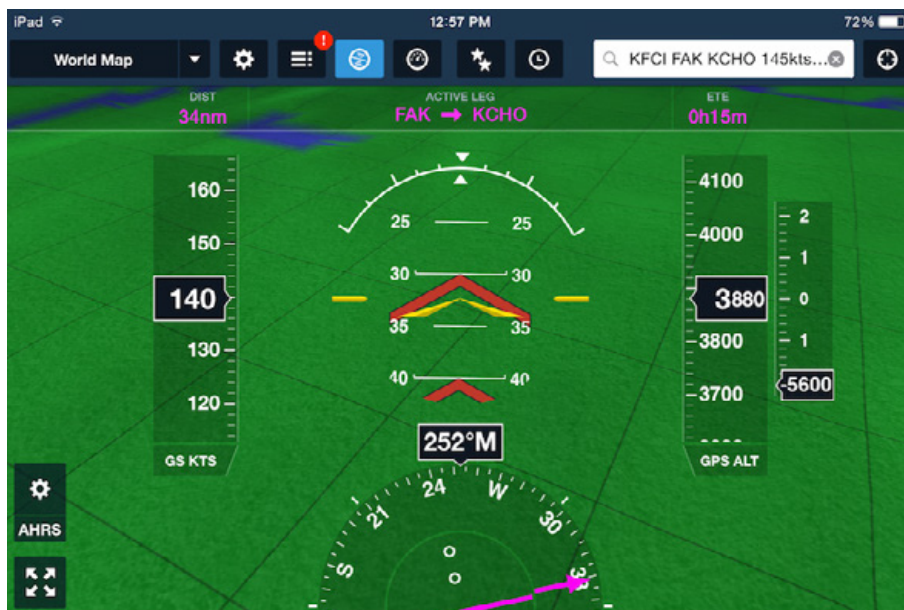 iPad 12:57 PM 72%
World Map ! KFCI FAK KCHO 145kts...
DIST ACTIVE LEG ETE
34nm FAK → KCHO 0h15m
160 4100
25 25 2
150 4000 1
30 30
140 3880 0
35 35
130 3800 1
40 40
120 3700 -5600
252°M
GS KTS GPS ALT
24 W
21 30
AHRS
S 33